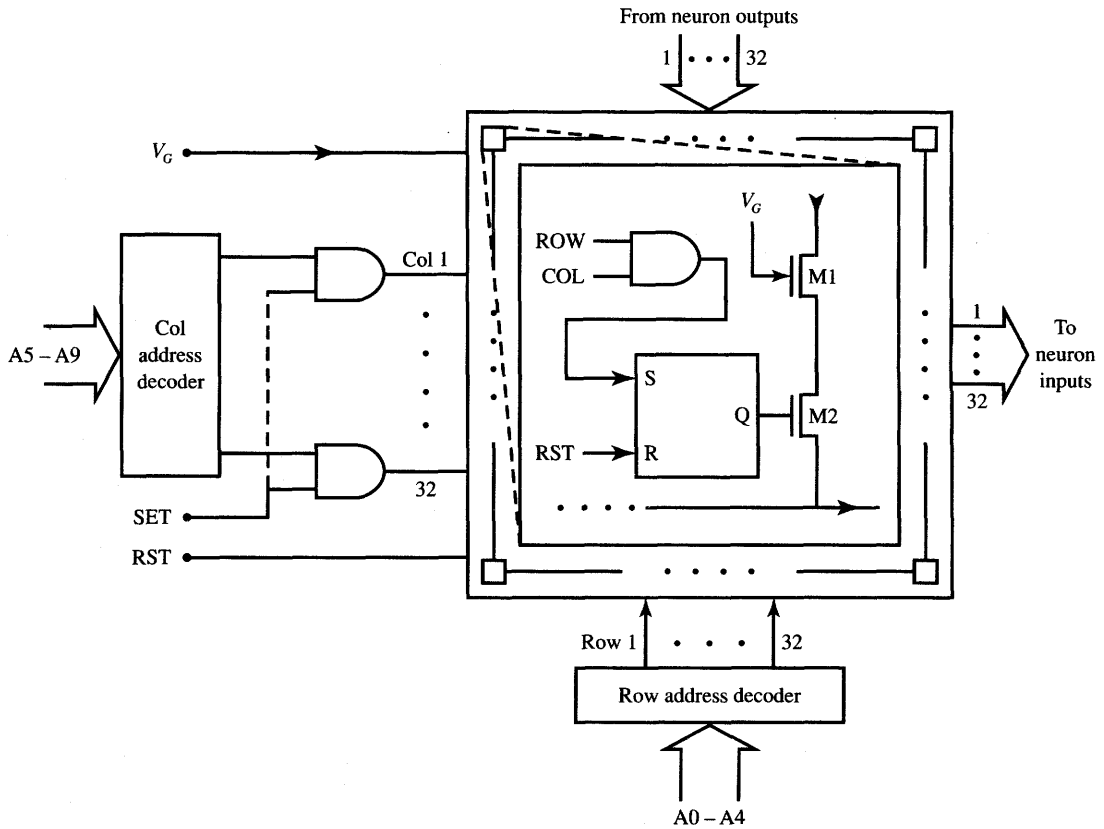 From neuron outputs
1 • • • 32
V_G
V_G
ROW
COL
M1
Col 1
Col
address
decoder
A5 – A9
1
To
neuron
inputs
32
S
Q
M2
RST
R
32
SET
RST
Row 1
32
Row address decoder
A0 – A4